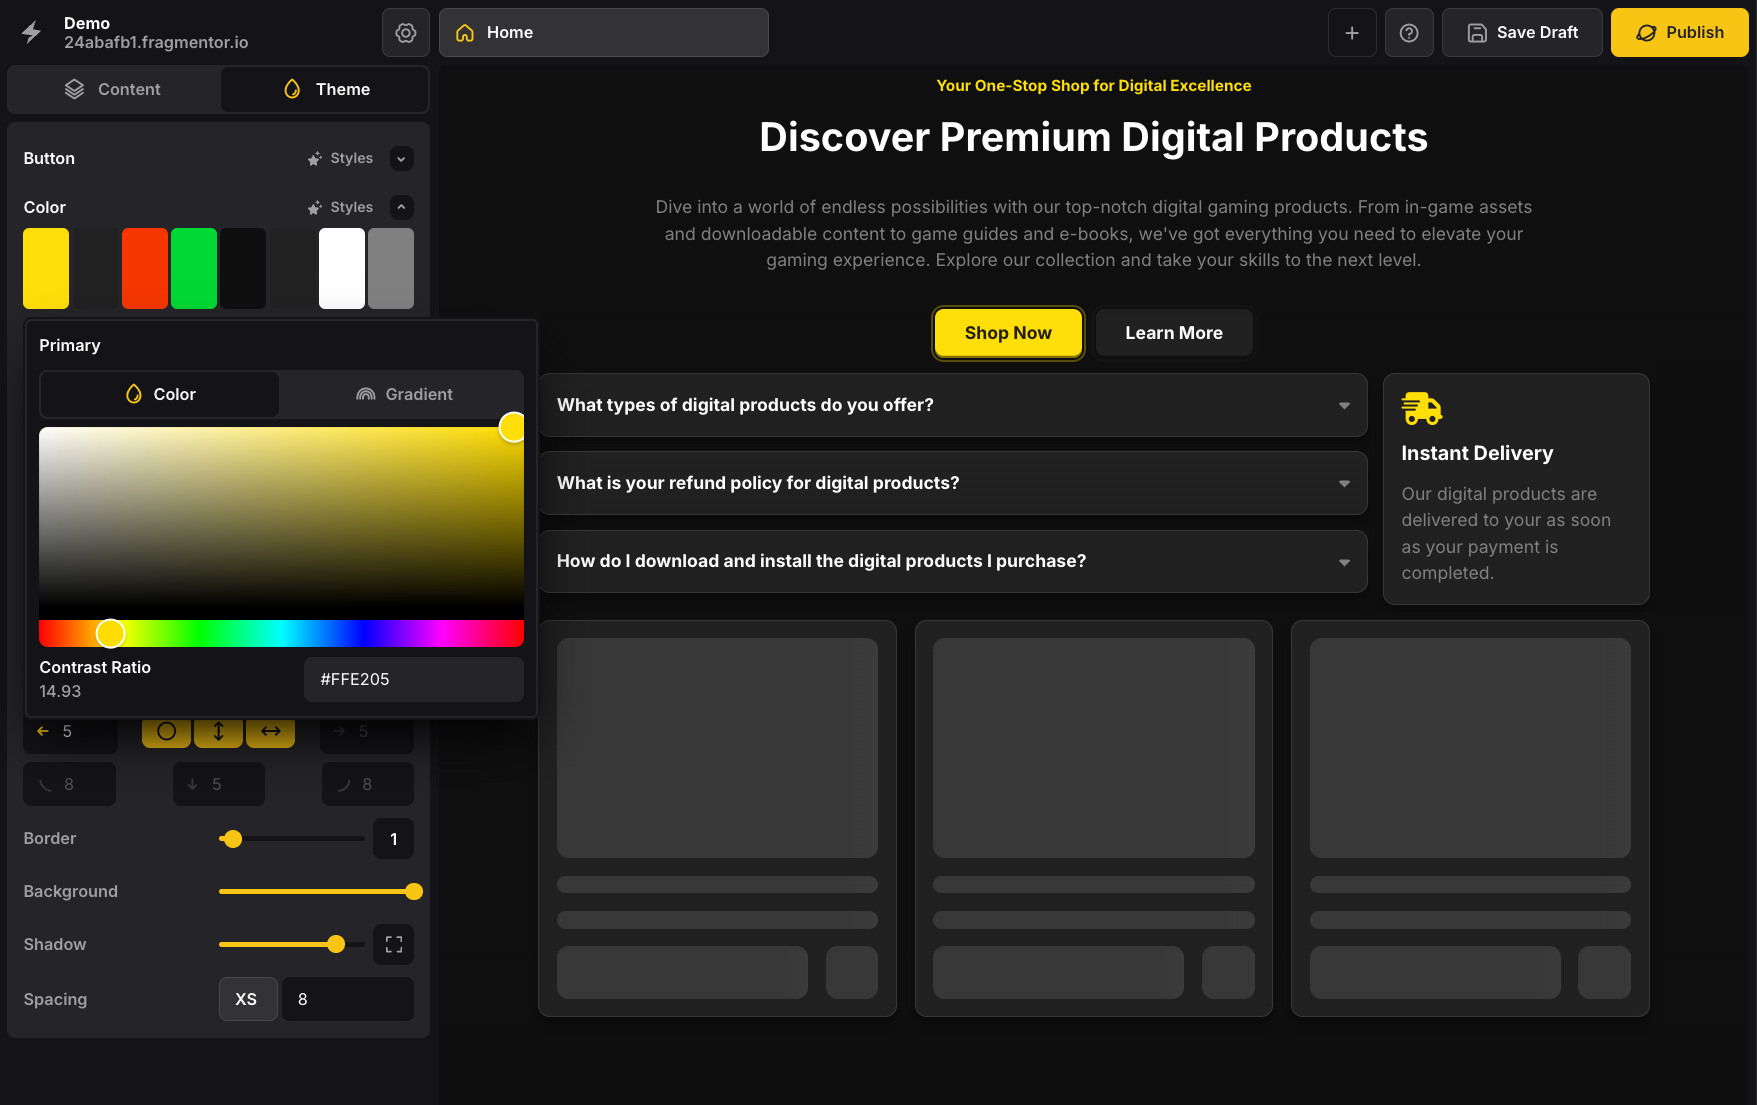 Demo
24abafb1.fragmentor.io
Home
Save Draft
Publish
Content
Theme
Button
Styles
Color
Styles
Primary
Color
Gradient
Contrast Ratio
14.93
#FFE205
5
5
8
5
8
Border
1
Background
Shadow
Spacing
XS
8
Your One-Stop Shop for Digital Excellence
Discover Premium Digital Products
Dive into a world of endless possibilities with our top-notch digital gaming products. From in-game assets
and downloadable content to game guides and e-books, we've got everything you need to elevate your
gaming experience. Explore our collection and take your skills to the next level.
Shop Now
Learn More
What types of digital products do you offer?
What is your refund policy for digital products?
How do I download and install the digital products I purchase?
Instant Delivery
Our digital products are
delivered to your as soon
as your payment is
completed.